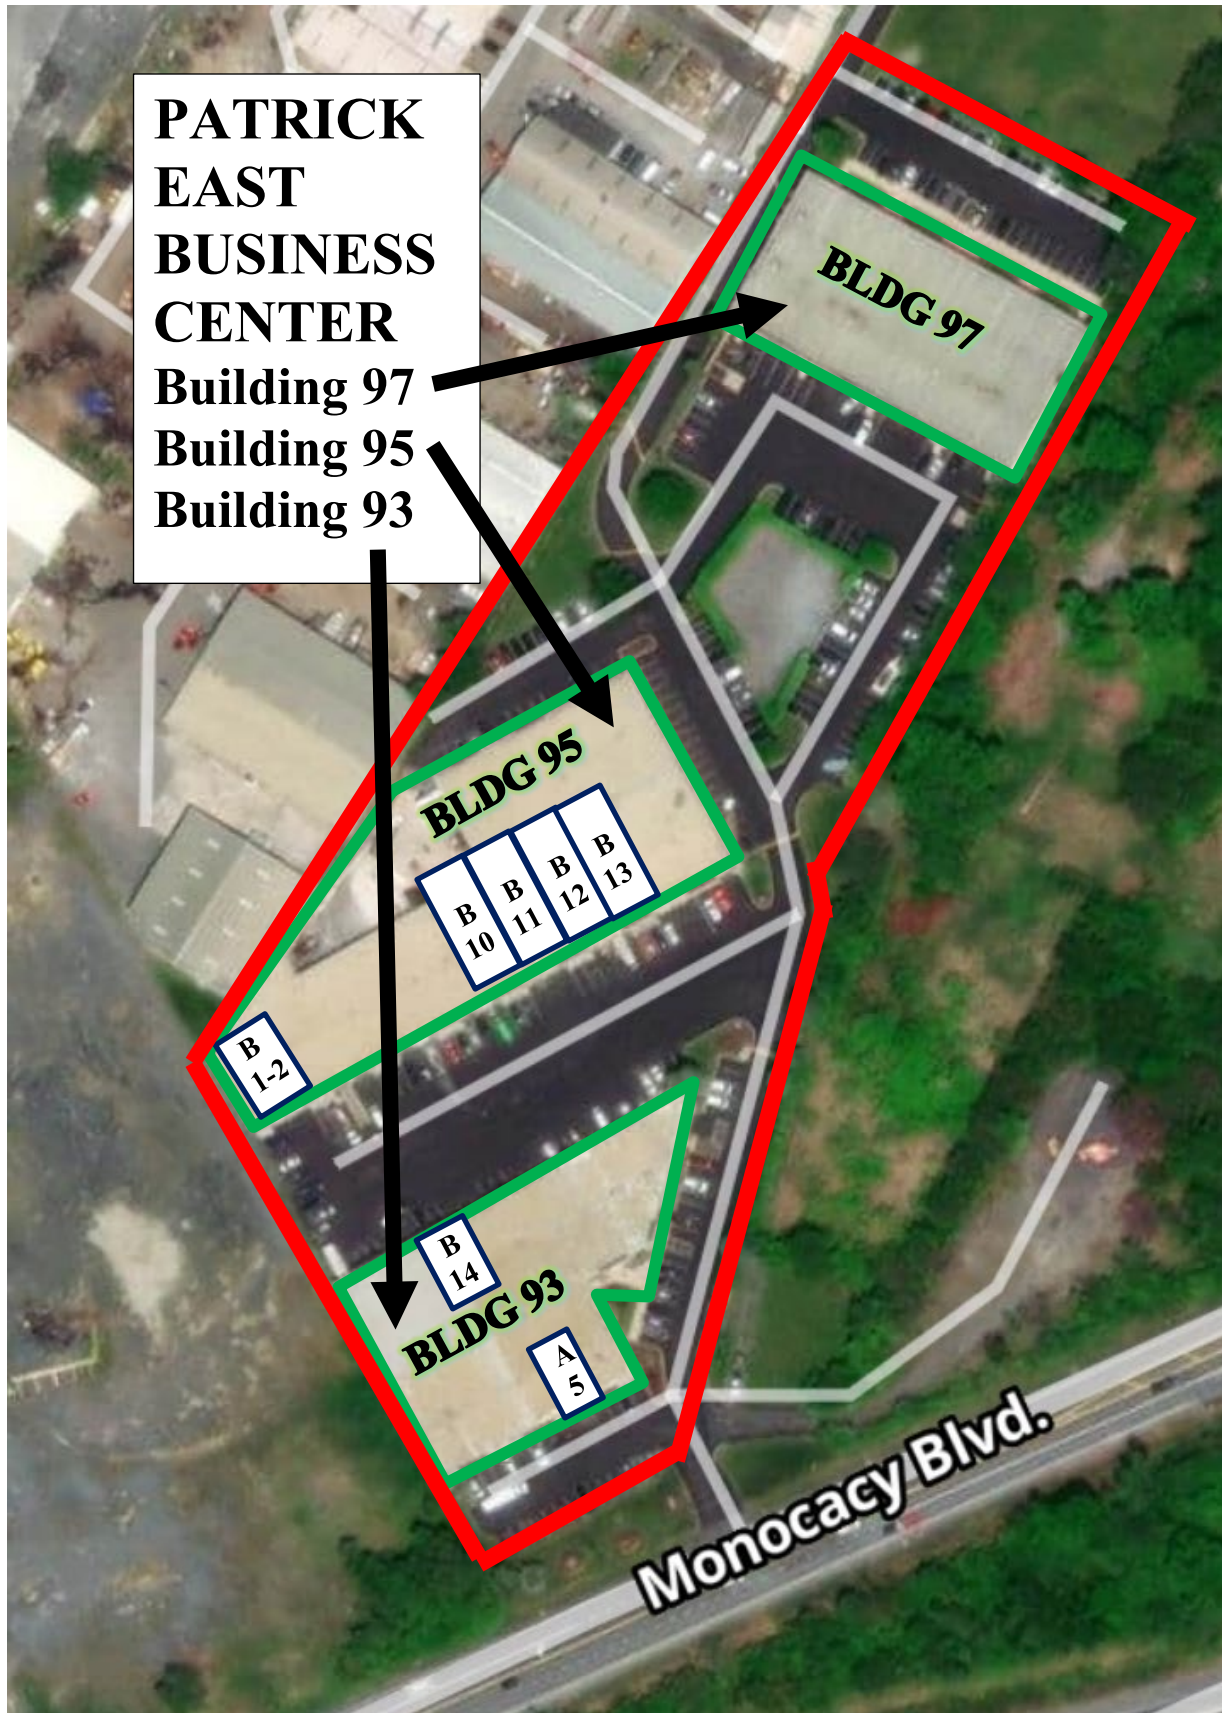 PATRICK
EAST
BUSINESS
CENTER
Building 97
Building 95
Building 93
BLDG 97
BLDG 95
B
13
B
12
B
11
B
10
B
1-2
B
14
BLDG 93
A
5
Monocacy Blvd.